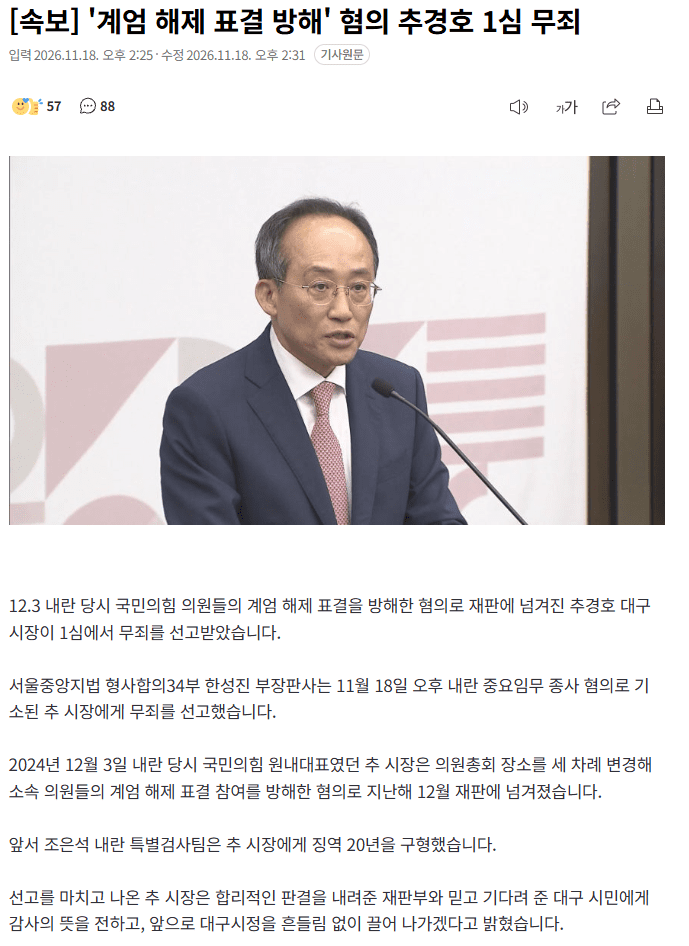 [속보] '계엄 해제 표결 방해' 혐의 추경호 1심 무죄
입력 2026.11.18. 오후 2:25 · 수정 2026.11.18. 오후 2:31 기사원문
57 88 가가
12.3 내란 당시 국민의힘 의원들의 계엄 해제 표결을 방해한 혐의로 재판에 넘겨진 추경호 대구
시장이 1심에서 무죄를 선고받았습니다.
서울중앙지법 형사합의34부 한성진 부장판사는 11월 18일 오후 내란 중요임무 종사 혐의로 기
소된 추 시장에게 무죄를 선고했습니다.
2024년 12월 3일 내란 당시 국민의힘 원내대표였던 추 시장은 의원총회 장소를 세 차례 변경해
소속 의원들의 계엄 해제 표결 참여를 방해한 혐의로 지난해 12월 재판에 넘겨졌습니다.
앞서 조은석 내란 특별검사팀은 추 시장에게 징역 20년을 구형했습니다.
선고를 마치고 나온 추 시장은 합리적인 판결을 내려준 재판부와 믿고 기다려 준 대구 시민에게
감사의 뜻을 전하고, 앞으로 대구시정을 흔들림 없이 끌어 나가겠다고 밝혔습니다.